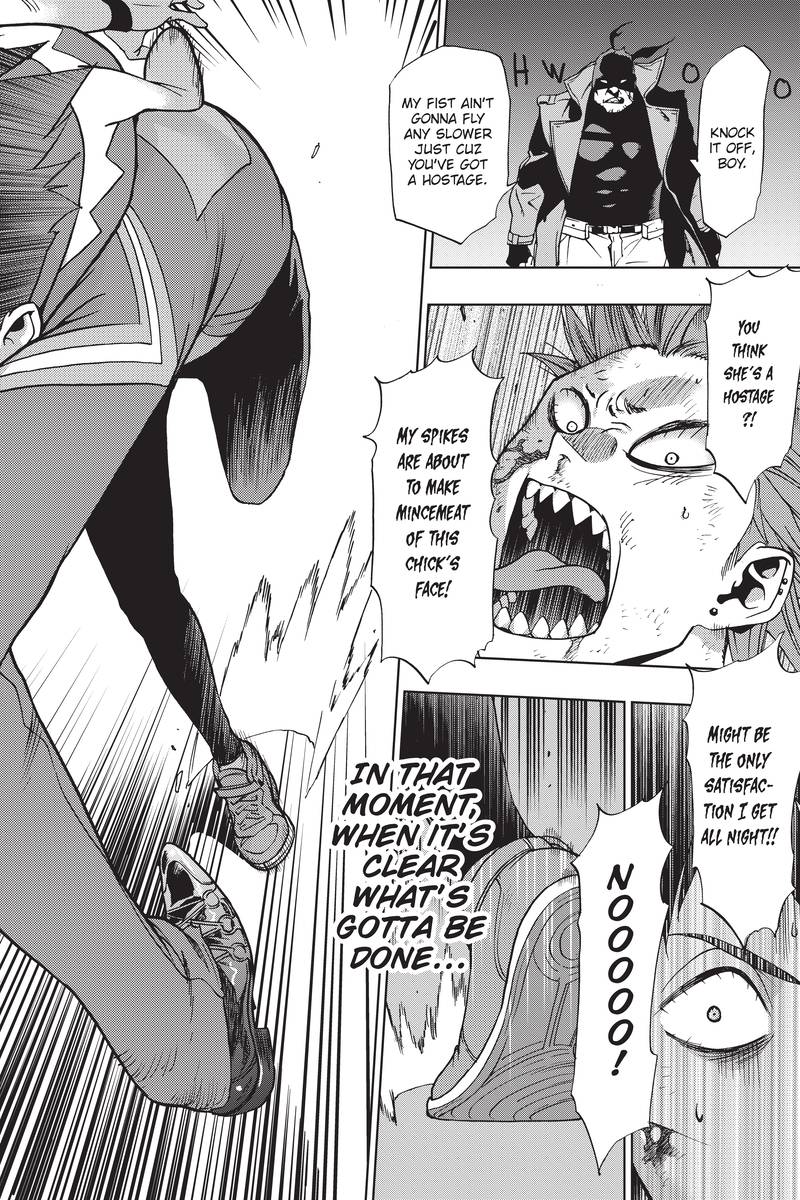 KNOCK
IT OFF,
BOY.
MY FIST AIN'T
GONNA FLY
ANY SLOWER
JUST CUZ
YOU'VE GOT
A HOSTAGE.
HWOO
YOU
THINK
SHE'S A
HOSTAGE
?!
MY SPIKES
ARE ABOUT
TO MAKE
MINCEMEAT
OF THIS
CHICK'S
FACE!
MIGHT BE
THE ONLY
SATISFAC-
TION I GET
ALL NIGHT!!
NOOOOO!
IN THAT
MOMENT,
WHEN IT'S
CLEAR
WHAT'S
GOTTA BE
DONE...